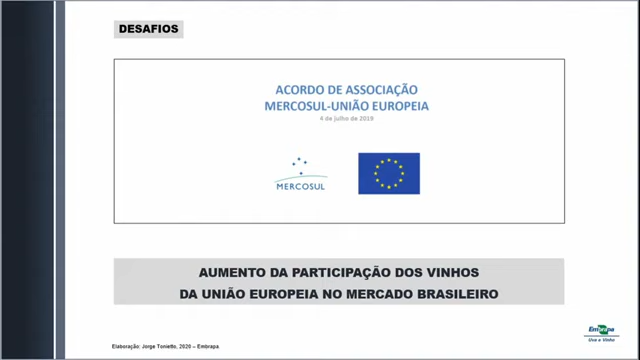 DESAFIOS
ACORDO DE ASSOCIAÇÃO
MERCOSUL-UNIÃO EUROPEIA
4 de julho de 2019
MERCOSUL
AUMENTO DA PARTICIPAÇÃO DOS VINHOS
DA UNIÃO EUROPEIA NO MERCADO BRASILEIRO
Elaboração: Jorge Tonietto, 2020 – Embrapa
Embrapa
Uva e Vinho